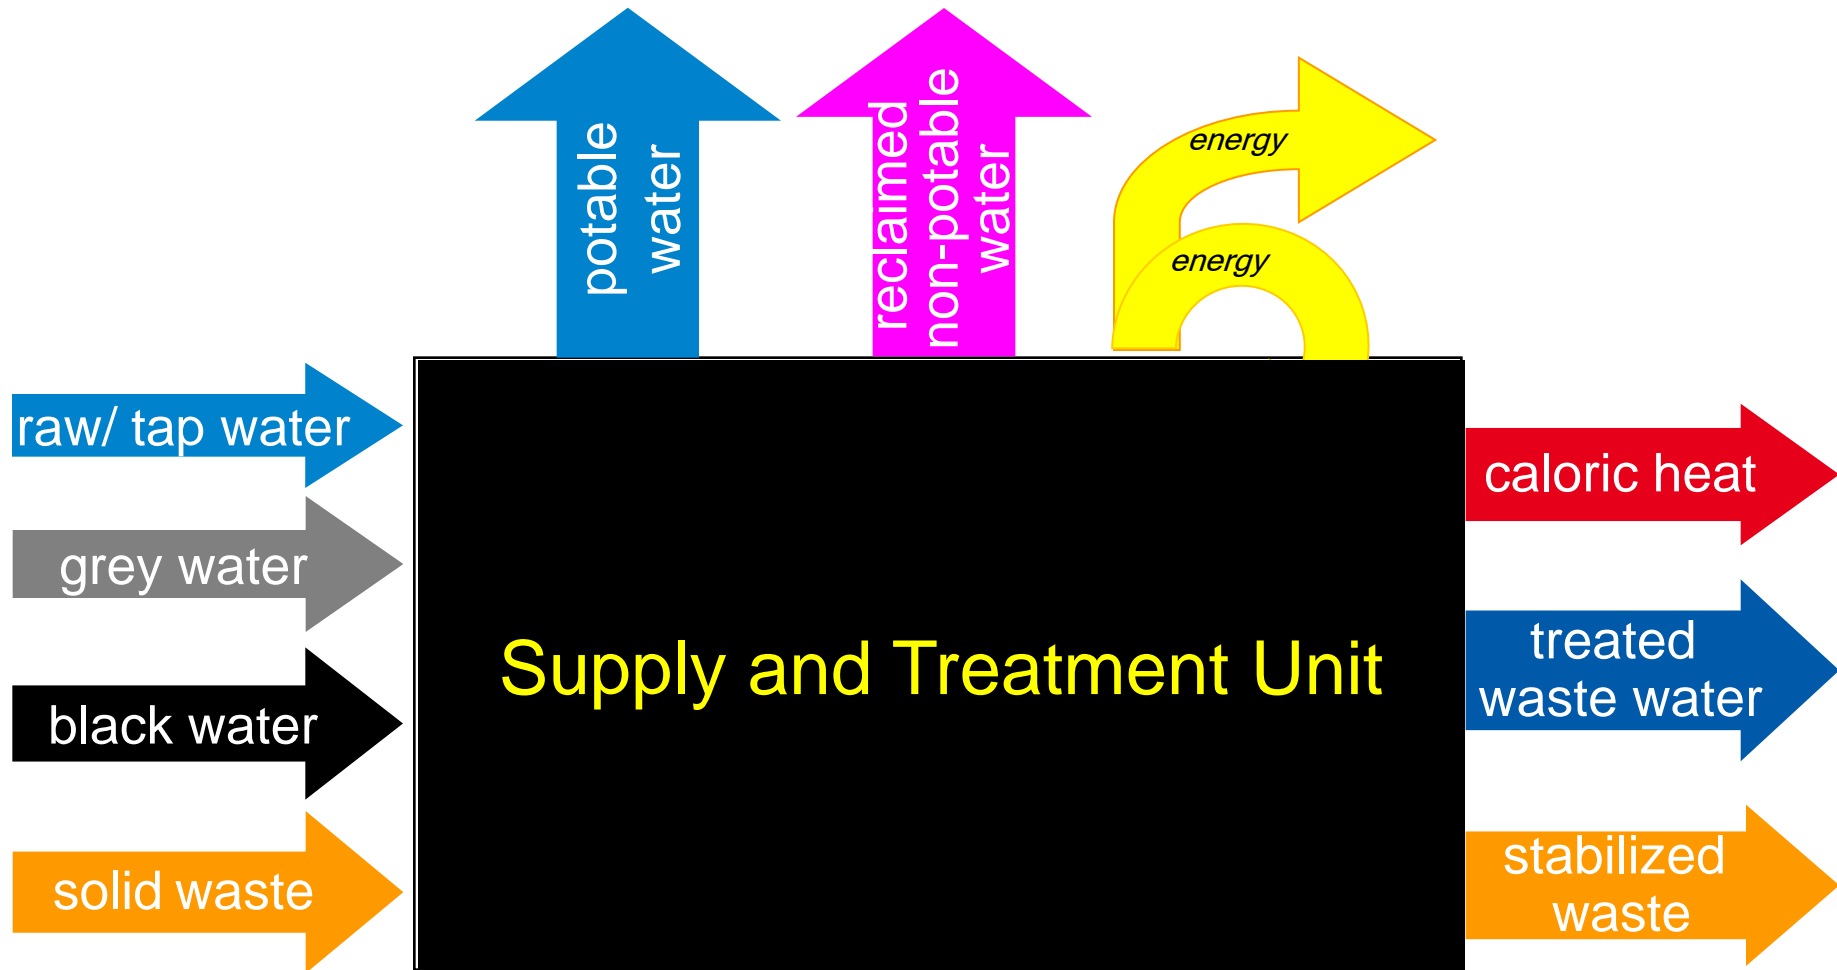 potable
water
reclaimed
non-potable
water
energy
energy
raw/ tap water
grey water
black water
solid waste
Supply and Treatment Unit
caloric heat
treated
waste water
stabilized
waste